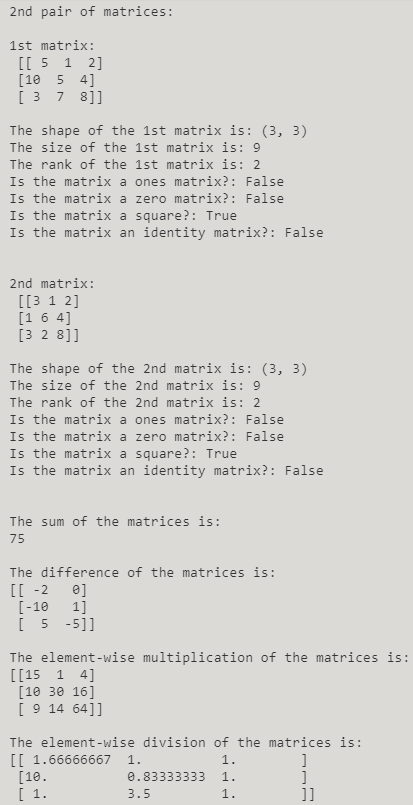 2nd pair of matrices:
1st matrix:
[[ 5 1 2]
[10 5 4]
[ 3 7 8]]
The shape of the 1st matrix is: (3, 3)
The size of the 1st matrix is: 9
The rank of the 1st matrix is: 2
Is the matrix a ones matrix?: False
Is the matrix a zero matrix?: False
Is the matrix a square?: True
Is the matrix an identity matrix?: False
2nd matrix:
[[3 1 2]
[1 6 4]
[3 2 8]]
The shape of the 2nd matrix is: (3, 3)
The size of the 2nd matrix is: 9
The rank of the 2nd matrix is: 2
Is the matrix a ones matrix?: False
Is the matrix a zero matrix?: False
Is the matrix a square?: True
Is the matrix an identity matrix?: False
The sum of the matrices is:
75
The difference of the matrices is:
[[ -2 0]
[-10 1]
[ 5 -5]]
The element-wise multiplication of the matrices is:
[[15 1 4]
[10 30 16]
[ 9 14 64]]
The element-wise division of the matrices is:
[[ 1.66666667 1. 1. ]
[10. 0.83333333 1. ]
[ 1. 3.5 1. ]]